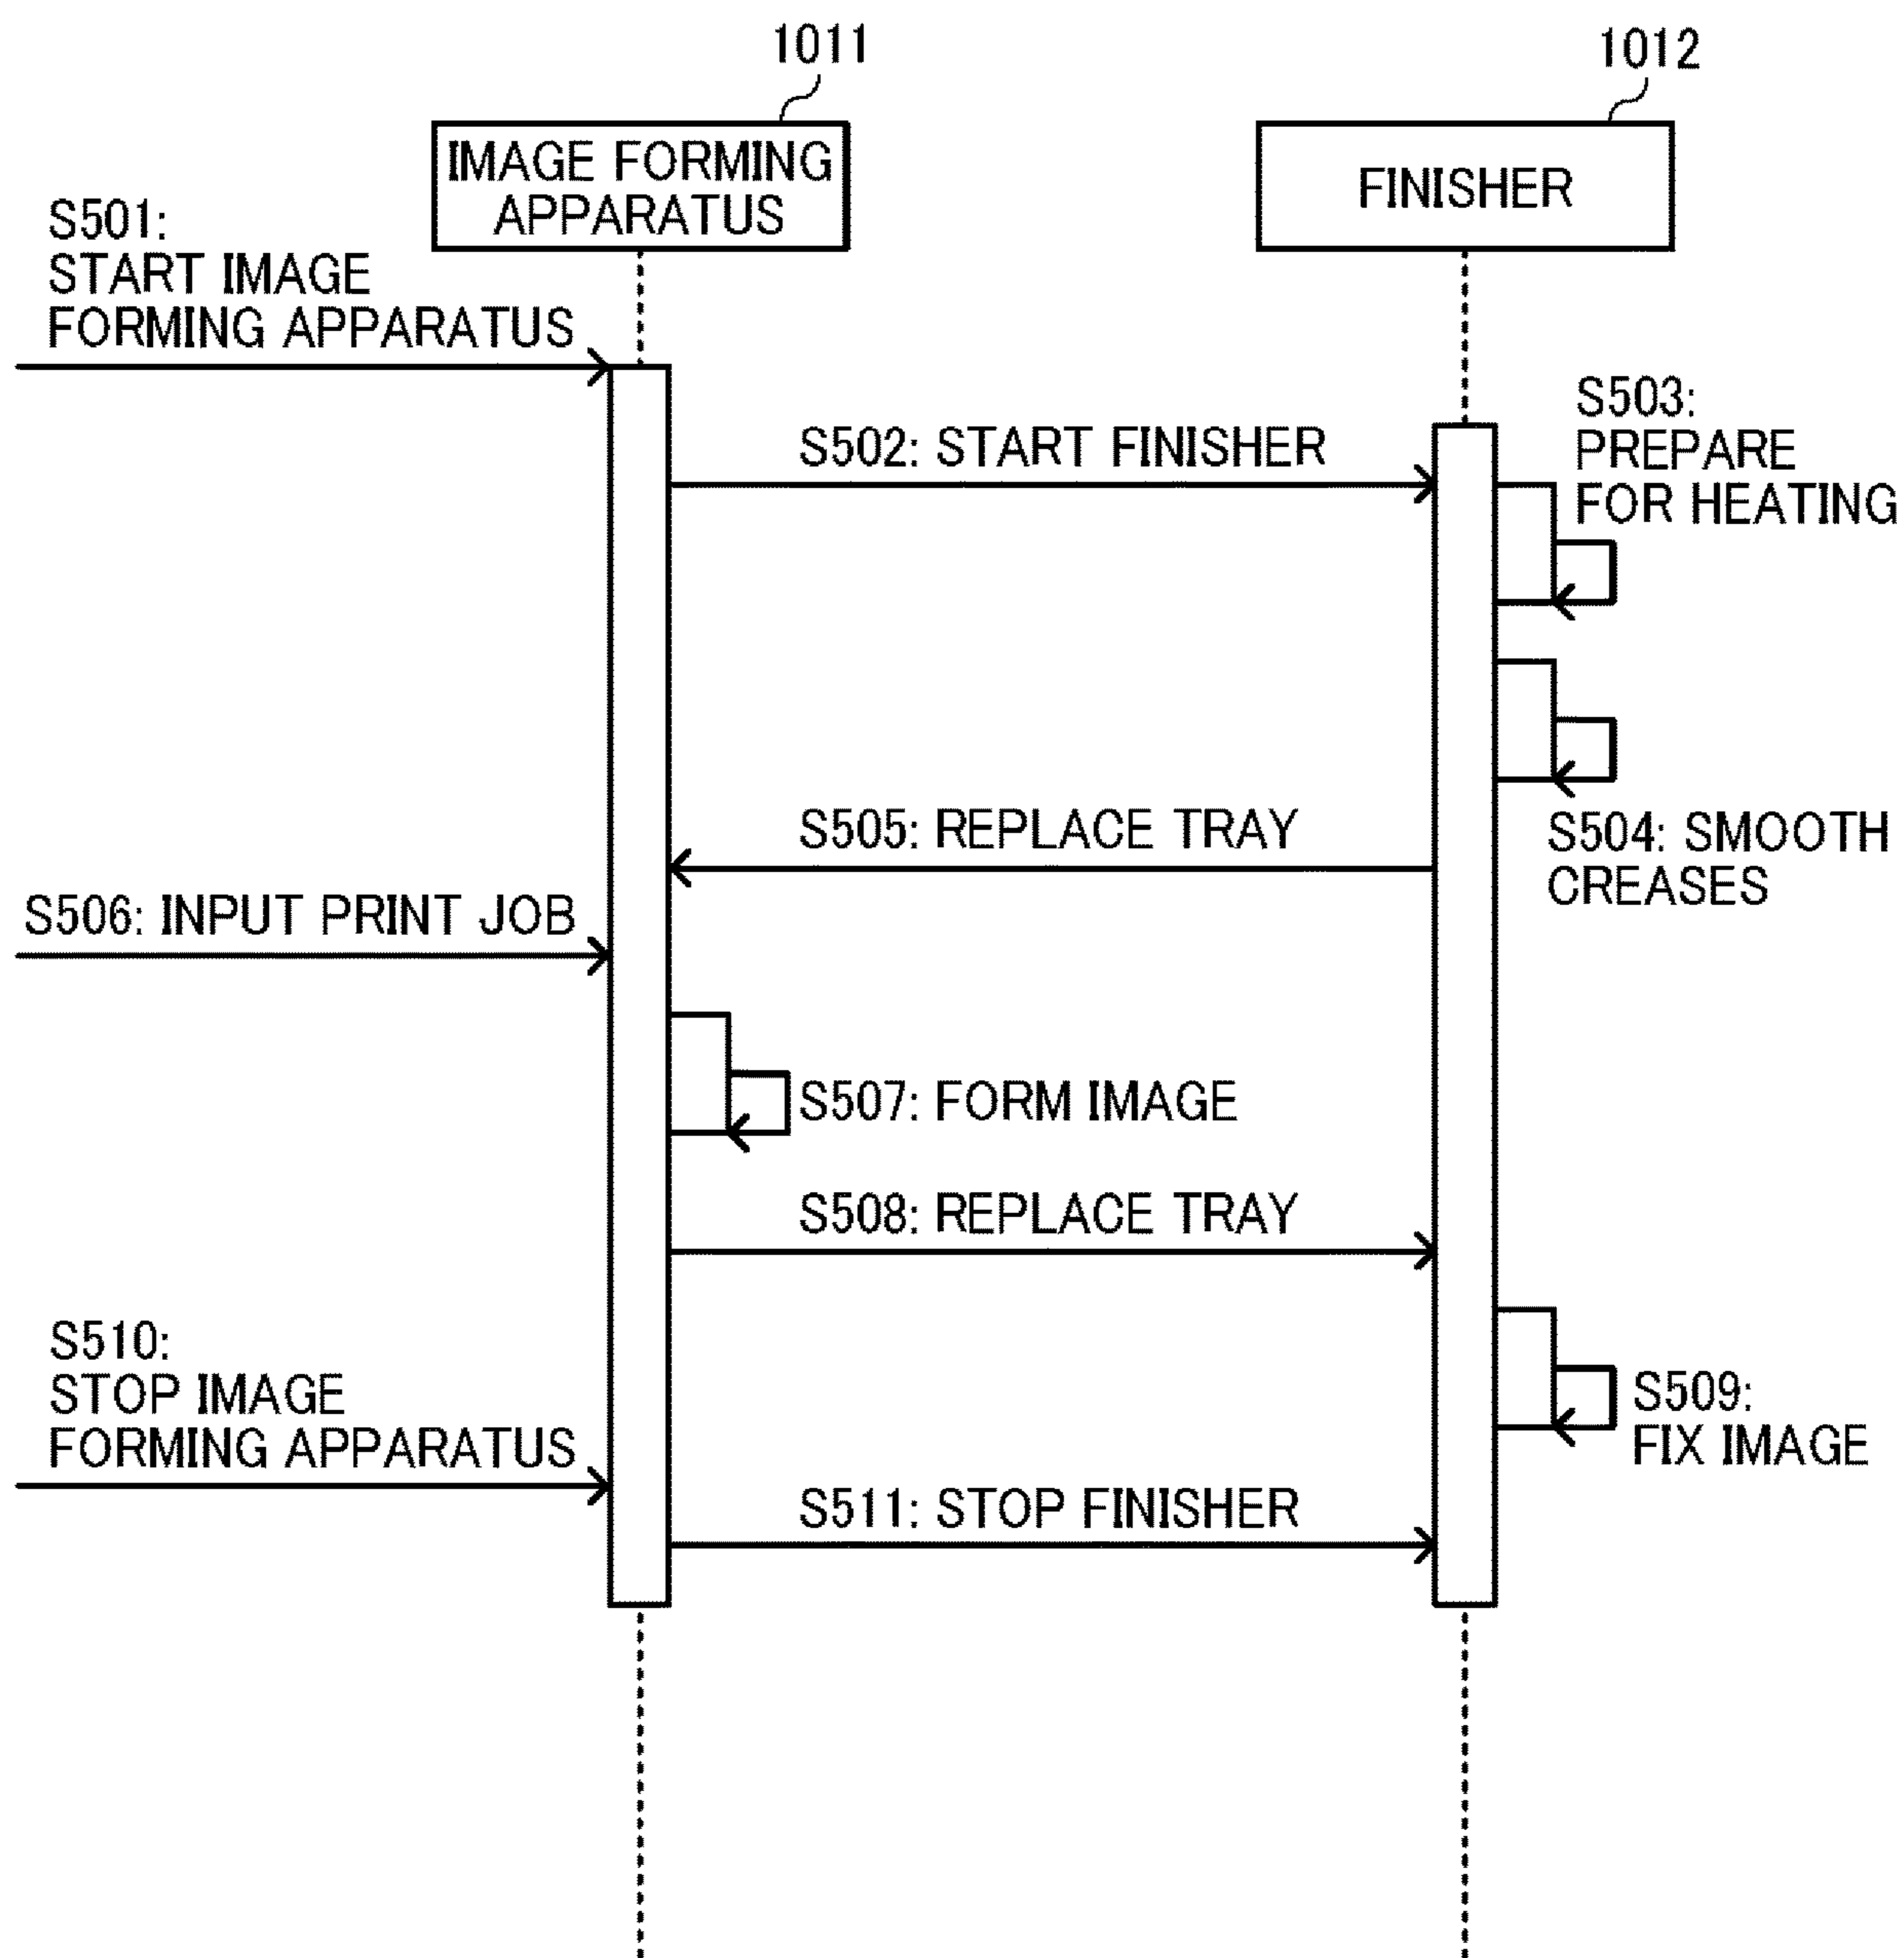 1011
1012
IMAGE FORMING
APPARATUS
FINISHER
S501:
START IMAGE
FORMING APPARATUS
S502: START FINISHER
S503:
PREPARE
FOR HEATING
S504: SMOOTH
CREASES
S505: REPLACE TRAY
S506: INPUT PRINT JOB
S507: FORM IMAGE
S508: REPLACE TRAY
S509:
FIX IMAGE
S510:
STOP IMAGE
FORMING APPARATUS
S511: STOP FINISHER